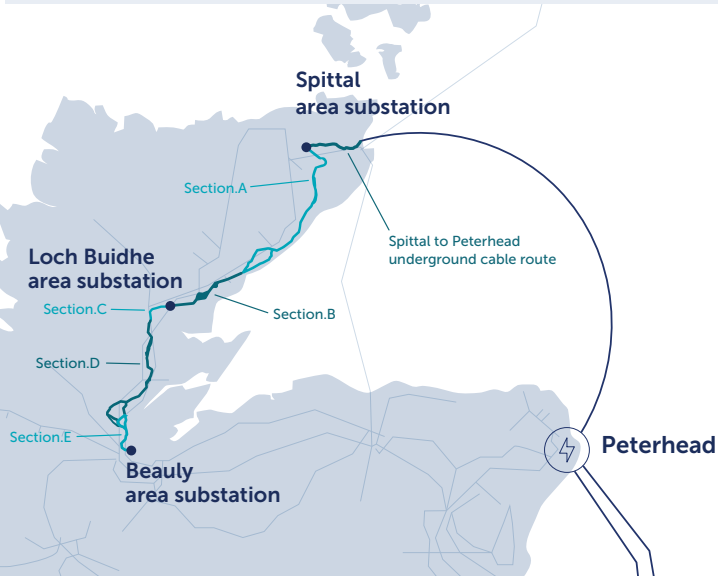 Spittal
area substation
Section.A
Spittal to Peterhead
underground cable route
Loch Buidhe
area substation
Section.C
Section.B
Section.D
Section.E
Peterhead
Beauly
area substation